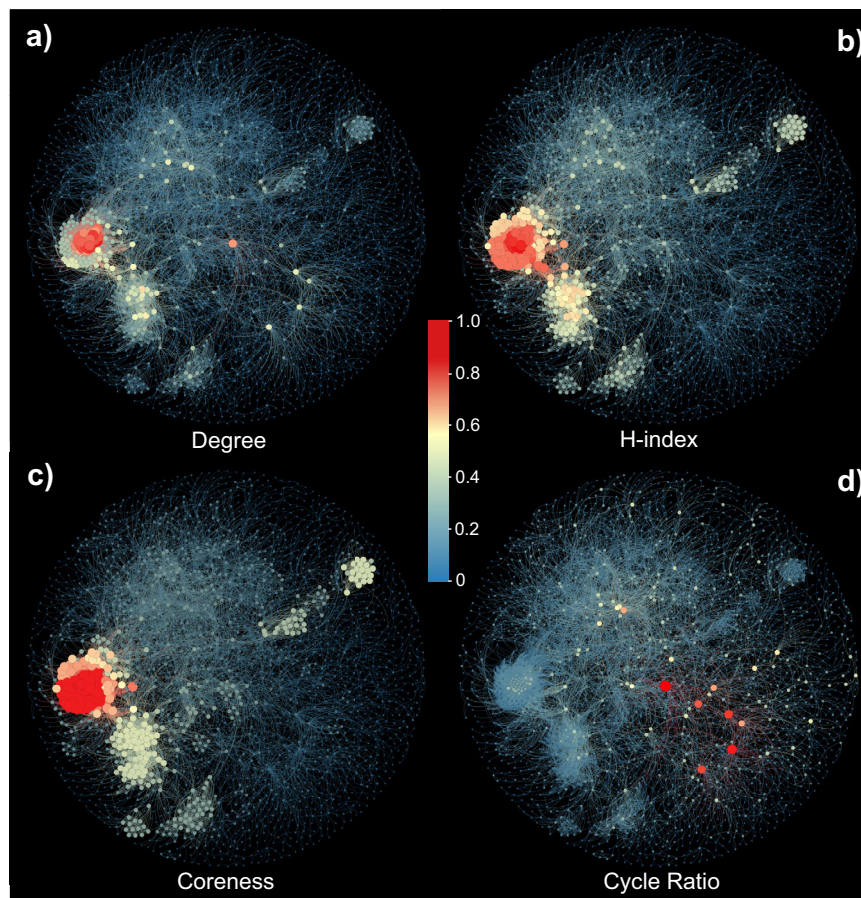 a)
b)
Degree
H-index
1.0
0.8
0.6
0.4
0.2
0
c)
d)
Coreness
Cycle Ratio